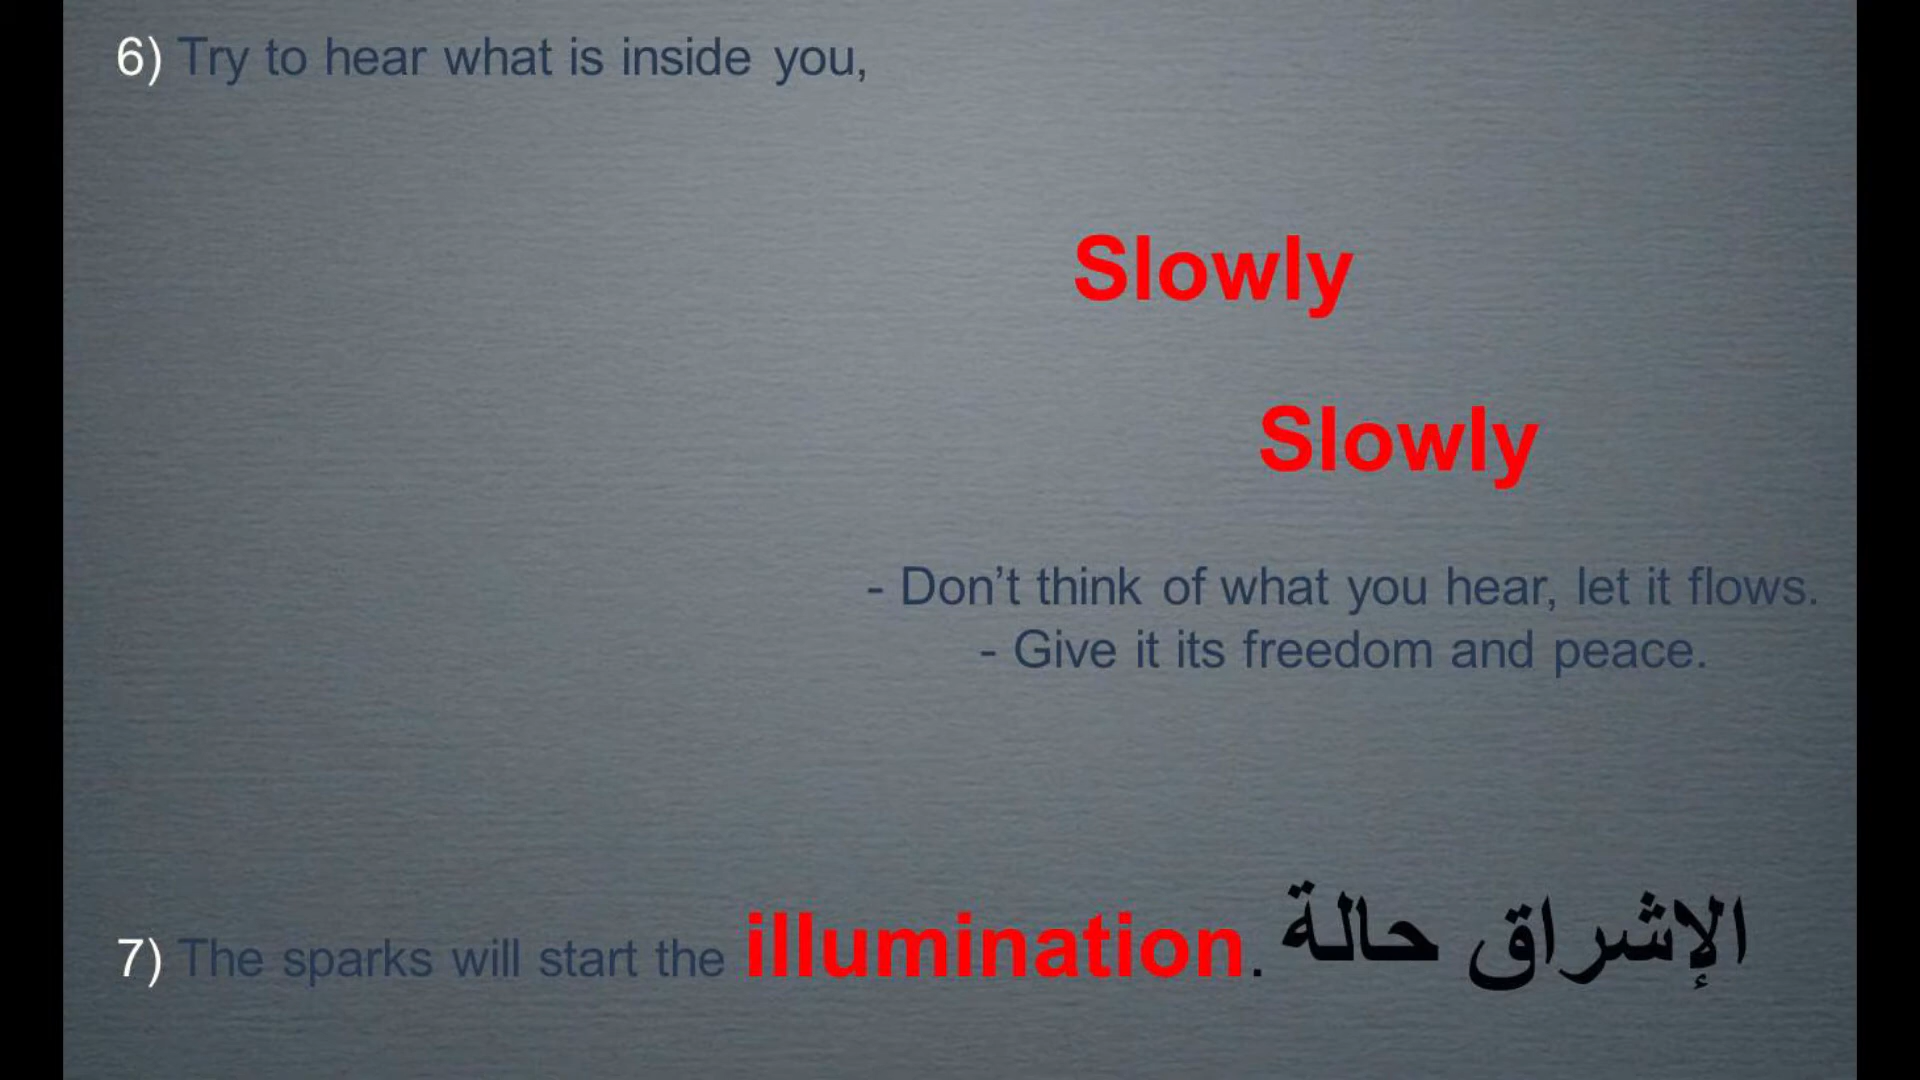 6) Try to hear what is inside you,
Slowly
Slowly
- Don’t think of what you hear, let it flows.
- Give it its freedom and peace.
7) The sparks will start the illumination. الإشراق حالة